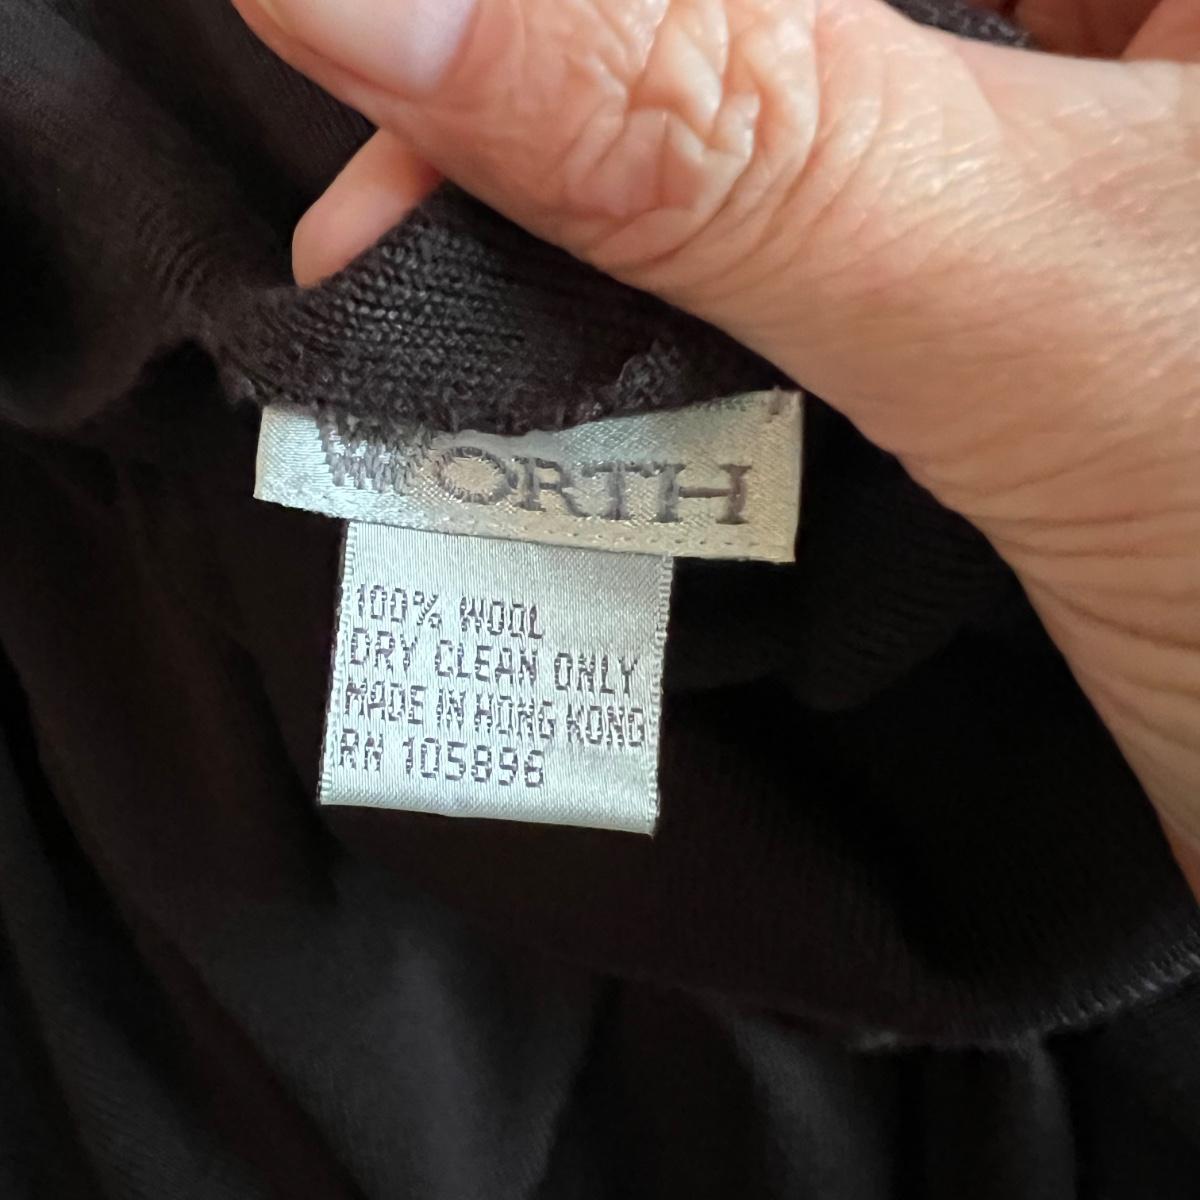 WORTH
100% WOOL
DRY CLEAN ONLY
MADE IN HONG KONG
RN 105896